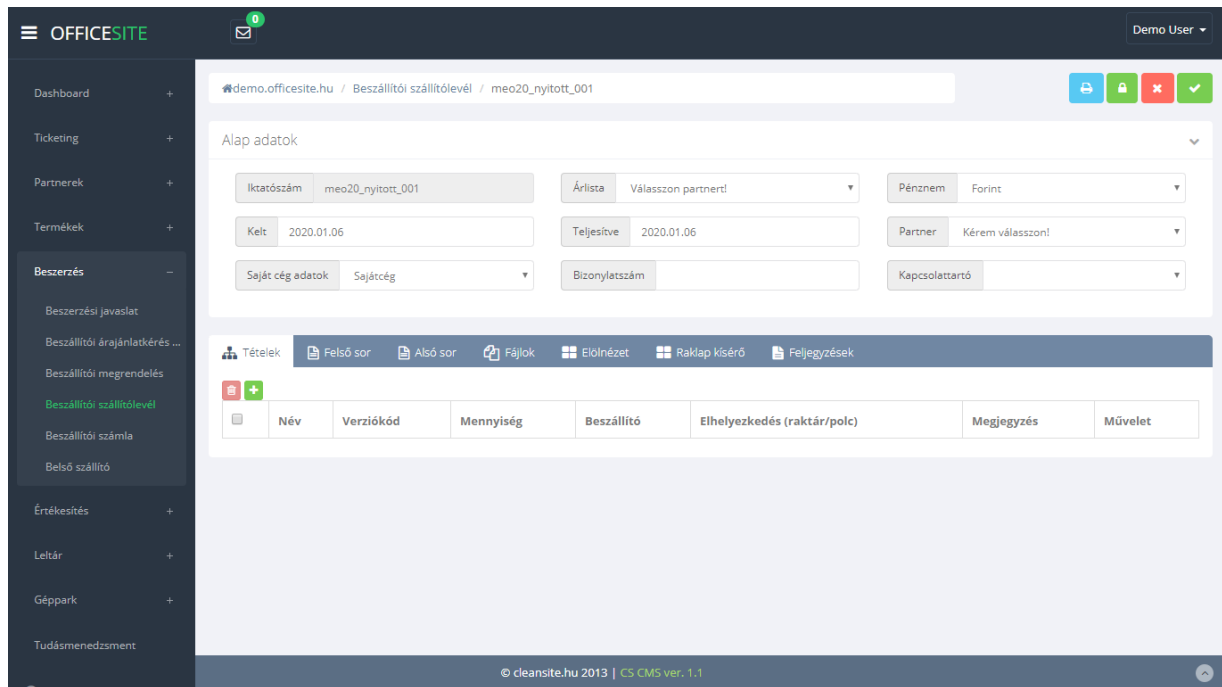 OFFICESITE
0
Demo User
Dashboard +
Ticketing +
Partnerek +
Termékek +
Beszerzés −
Beszerzési javaslat
Beszállítói árajánlatkérés ...
Beszállítói megrendelés
Beszállítói szállítólevél
Beszállítói számla
Belső szállító
Értékesítés +
Leltár +
Géppark +
Tudásmenedzsment
demo.officesite.hu / Beszállítói szállítólevél / meo20_nyitott_001
Alap adatok
Iktatószám meo20_nyitott_001 Árlista Válasszon partnert! Pénznem Forint
Kelt 2020.01.06 Teljesítve 2020.01.06 Partner Kérem válasszon!
Saját cég adatok Sajátcég Bizonylatszám Kapcsolattartó
Tételek Felső sor Alsó sor Fájlok Elölnézet Raklap kísérő Feljegyzések
Név Verziókód Mennyiség Beszállító Elhelyezkedés (raktár/polc) Megjegyzés Művelet
© cleansite.hu 2013 | CS CMS ver. 1.1